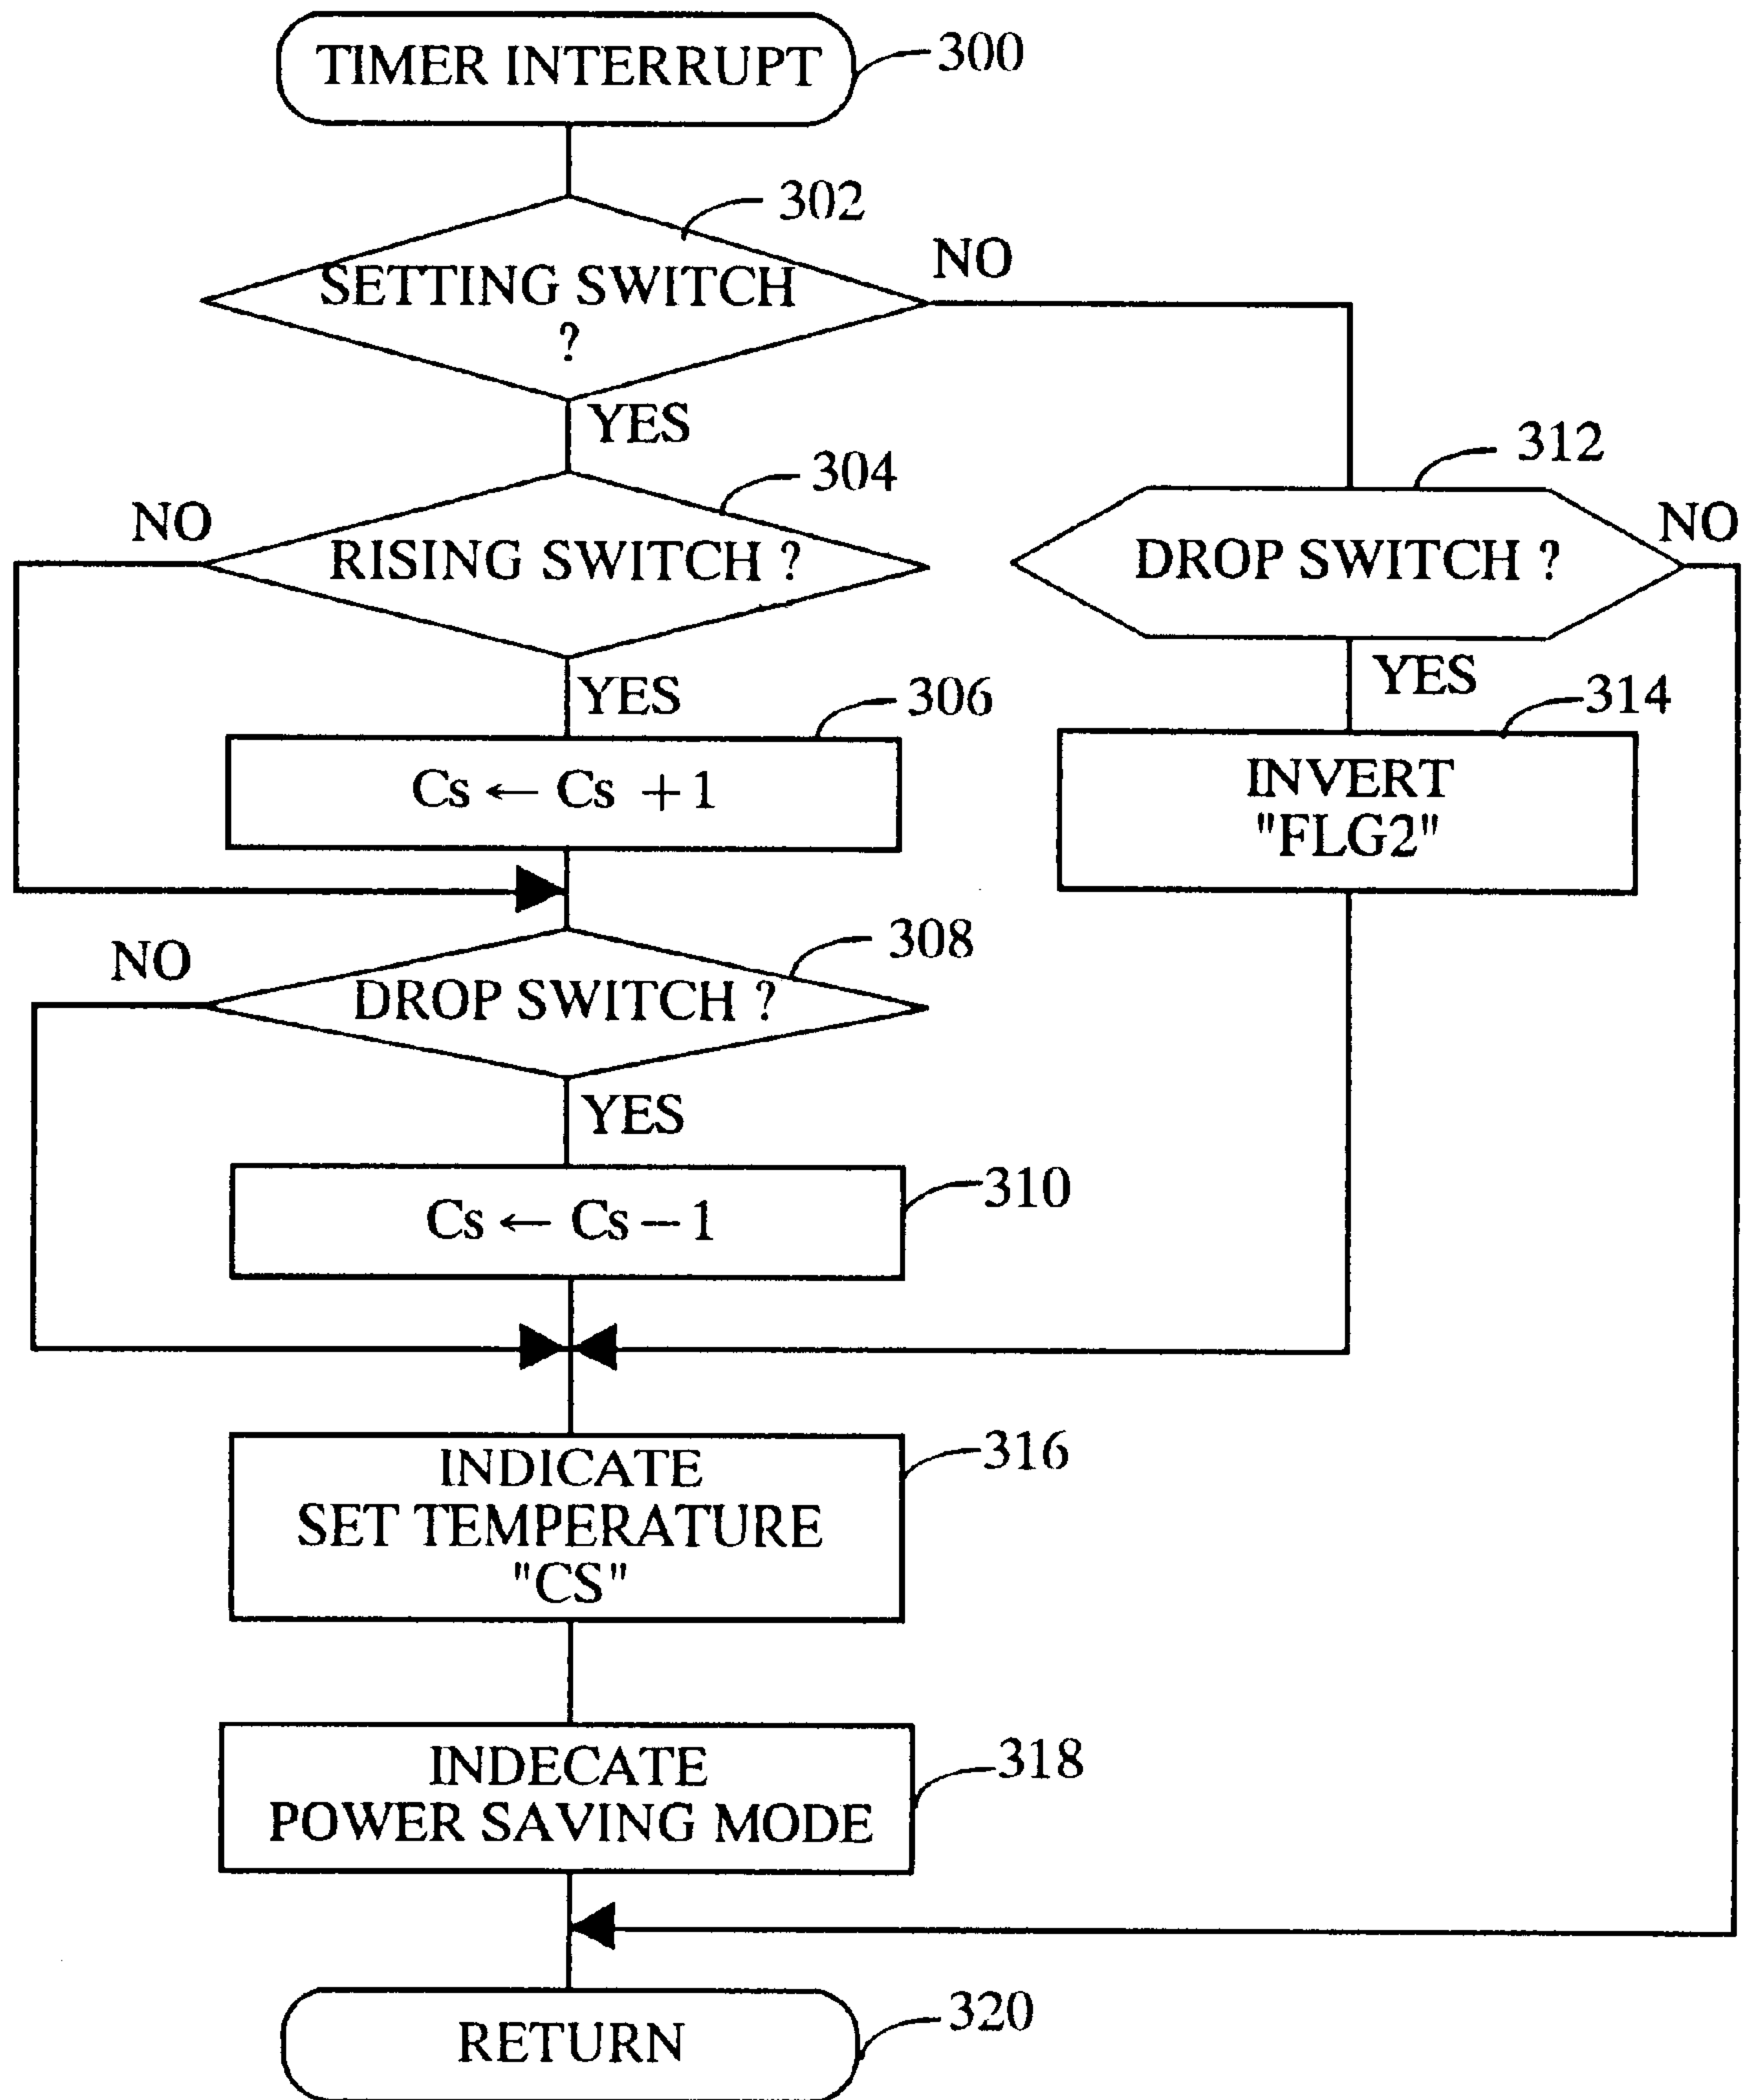 TIMER INTERRUPT
300
302
SETTING SWITCH
?
NO
YES
304
NO
RISING SWITCH ?
YES
306
Cs ← Cs + 1
312
DROP SWITCH ?
NO
YES
314
INVERT
"FLG2"
308
NO
DROP SWITCH ?
YES
310
Cs ← Cs − 1
316
INDICATE
SET TEMPERATURE
"CS"
318
INDECATE
POWER SAVING MODE
RETURN
320